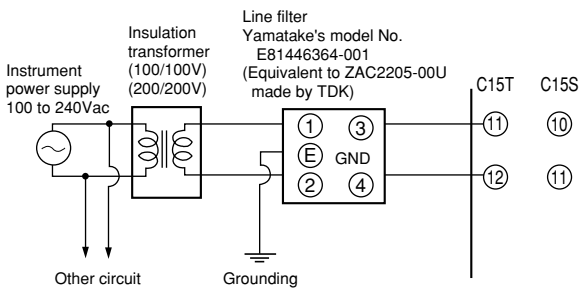 Line filter
Yamatake's model No.
E81446364-001
(Equivalent to ZAC2205-00U
made by TDK)
Insulation
transformer
(100/100V)
(200/200V)
Instrument
power supply
100 to 240Vac
C15T C15S
1 3
11 10
E GND
2 4
12 11
Other circuit
Grounding